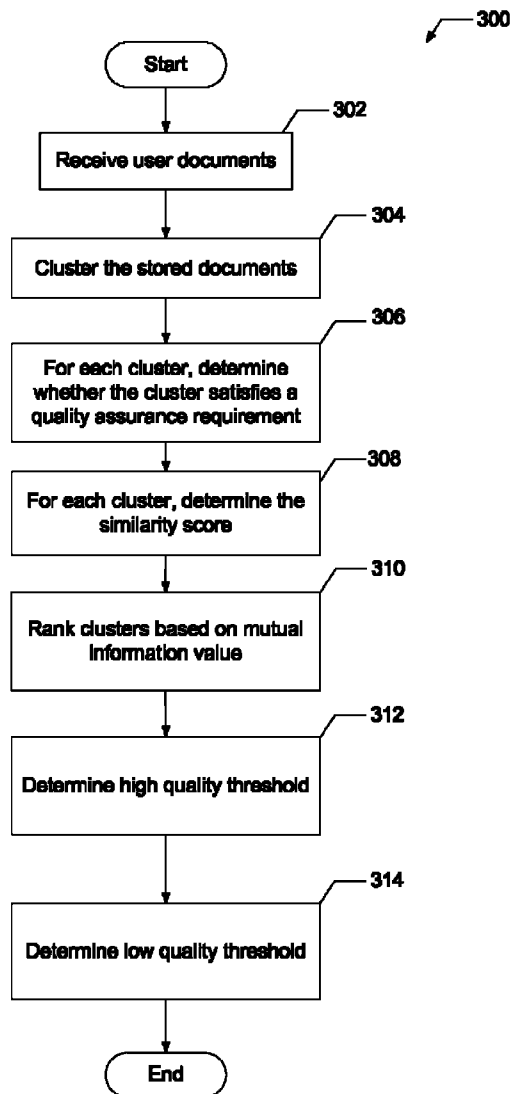 300
Start
302
Receive user documents
304
Cluster the stored documents
306
For each cluster, determine
whether the cluster satisfies a
quality assurance requirement
308
For each cluster, determine the
similarity score
310
Rank clusters based on mutual
information value
312
Determine high quality threshold
314
Determine low quality threshold
End